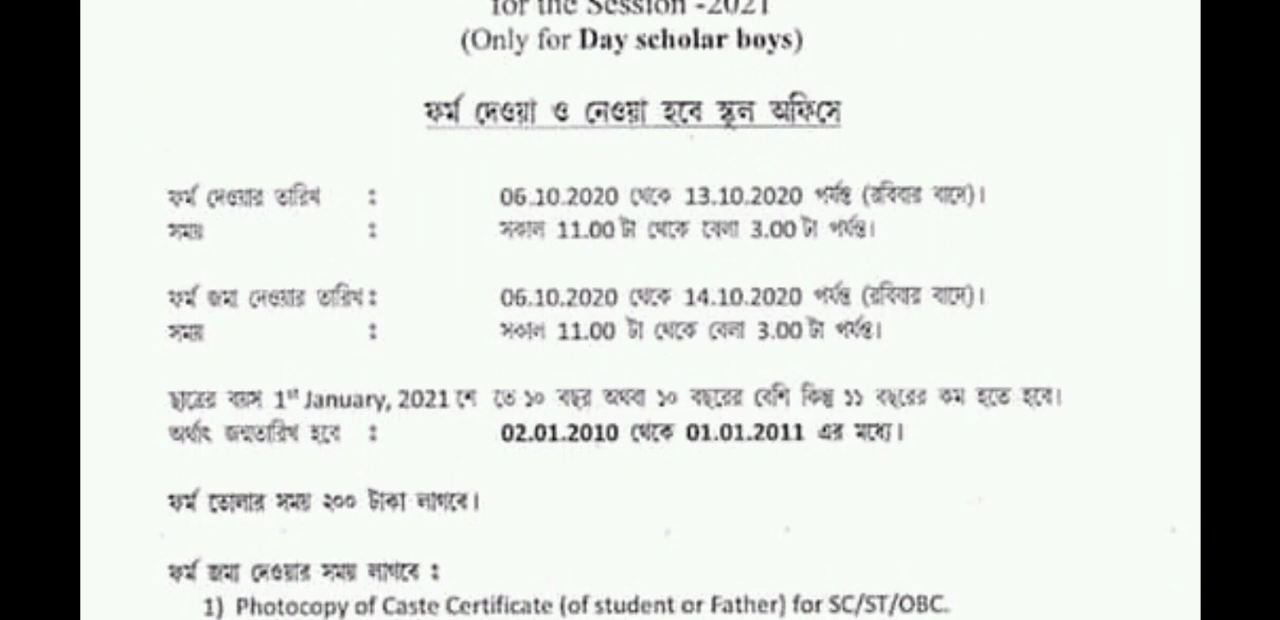 for the Session -2021
(Only for Day scholar boys)
ফর্ম দেওয়া ও নেওয়া হবে স্কুল অফিসে
ফর্ম দেওয়ার তারিখ : 06.10.2020 থেকে 13.10.2020 পর্যন্ত (রবিবার বাদে)।
সময় : সকাল 11.00 টা থেকে বেলা 3.00 টা পর্যন্ত।
ফর্ম জমা দেওয়ার তারিখ : 06.10.2020 থেকে 14.10.2020 পর্যন্ত (রবিবার বাদে)।
সময় : সকাল 11.00 টা থেকে বেলা 3.00 টা পর্যন্ত।
ছাত্রের বয়স 1st January, 2021 শে তে ১০ বছর অথবা ১০ বছরের বেশি কিন্তু ১১ বছরের কম হতে হবে।
অর্থাৎ জন্মতারিখ হবে : 02.01.2010 থেকে 01.01.2011 এর মধ্যে।
ফর্ম তোলার সময় ২০০ টাকা লাগবে।
ফর্ম জমা দেওয়ার সময় লাগবে :
1) Photocopy of Caste Certificate (of student or Father) for SC/ST/OBC.